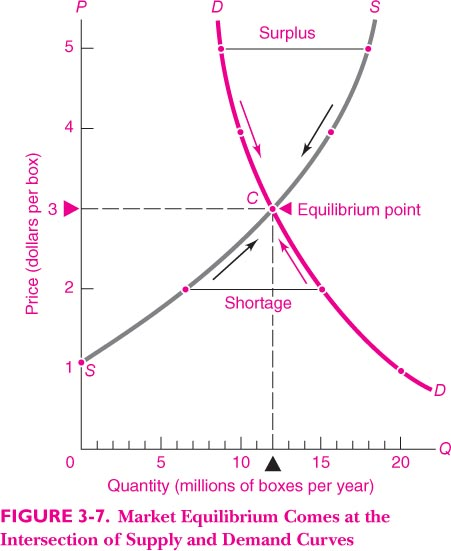 P
D
S
5
Surplus
4
Price (dollars per box)
3
C
Equilibrium point
2
Shortage
1
S
D
0
5
10
15
20
Q
Quantity (millions of boxes per year)
FIGURE 3-7. Market Equilibrium Comes at the
Intersection of Supply and Demand Curves